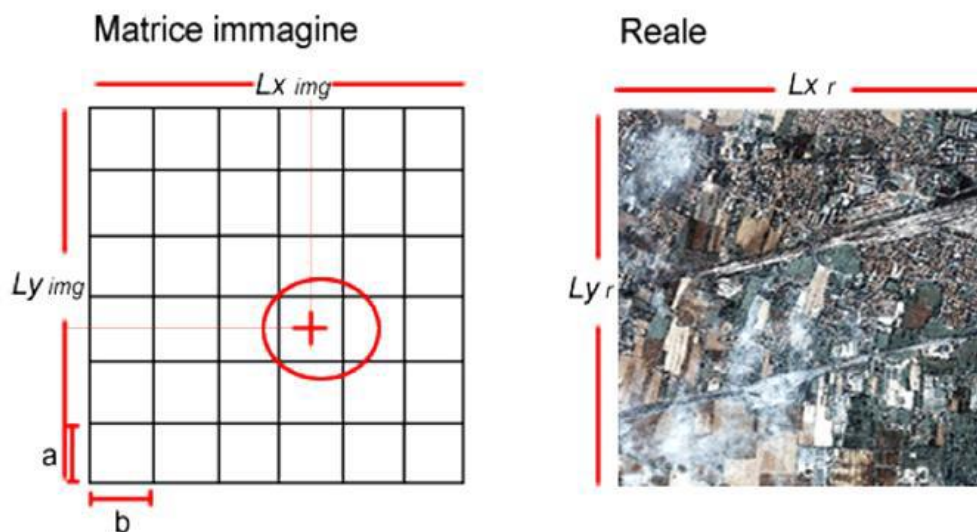 Matrice immagine
Reale
Lx img
Lx r
Ly img
Ly r
a
b